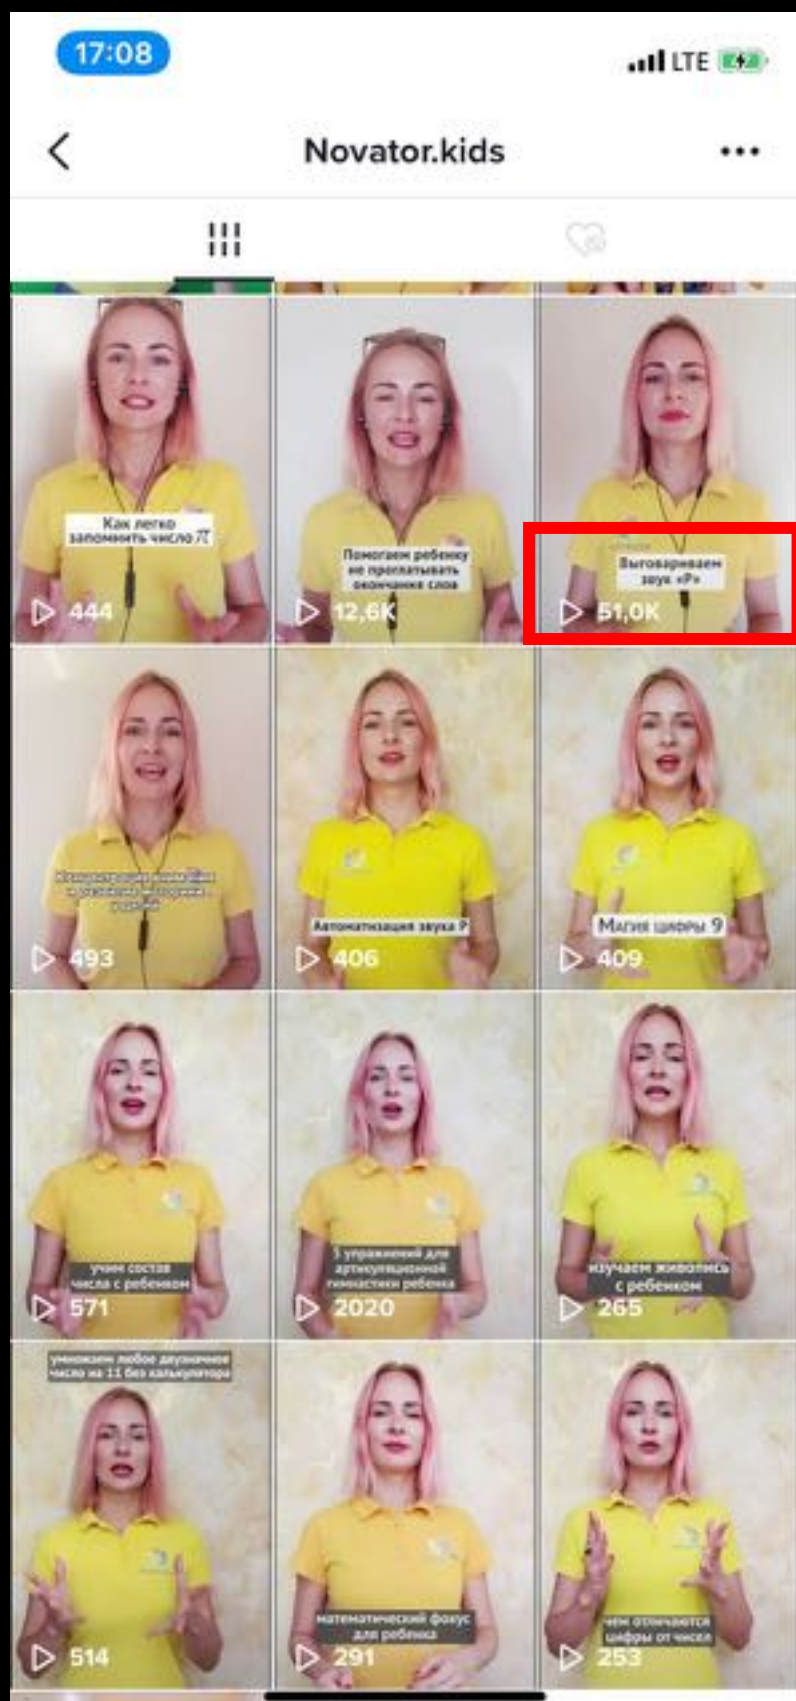 17:08
LTE
Novator.kids
Как легко
запомнить число π
444
Помогаем ребенку
не проглатывать
окончания слов
12,6K
Выговариваем
звук «Р»
51,0K
и развитие моторики
у детей
493
Автоматизация звука Р
406
Магия цифры 9
409
учим состав
числа с ребенком
571
5 упражнений для
артикуляционной
гимнастики ребенка
2020
изучаем живопись
с ребенком
265
умножаем любое двузначное
число на 11 без калькулятора
514
математический фокус
для ребенка
291
чем отличаются
цифры от чисел
253